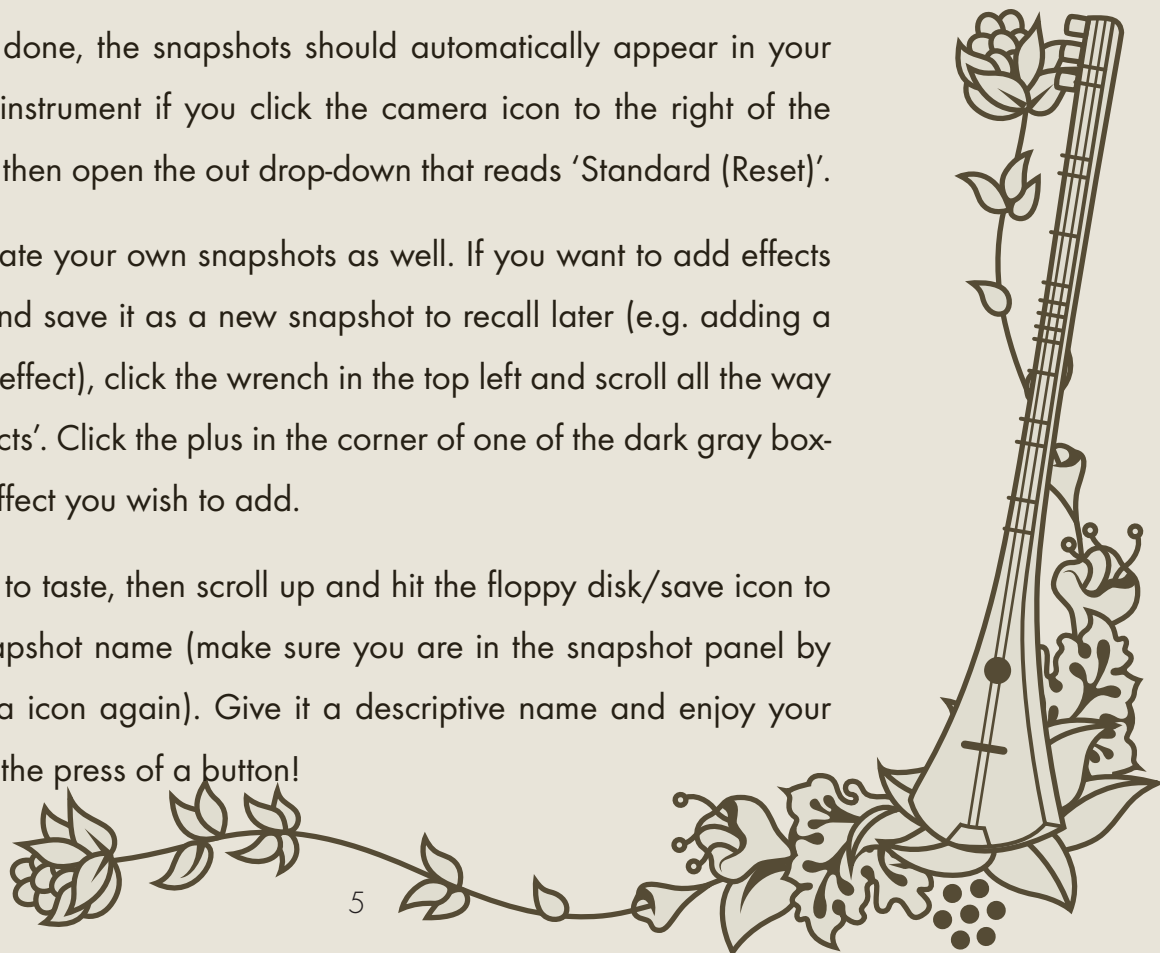 done, the snapshots should automatically appear in your
instrument if you click the camera icon to the right of the
then open the out drop-down that reads ‘Standard (Reset)’.
ate your own snapshots as well. If you want to add effects
nd save it as a new snapshot to recall later (e.g. adding a
effect), click the wrench in the top left and scroll all the way
cts’. Click the plus in the corner of one of the dark gray box-
ffect you wish to add.
to taste, then scroll up and hit the floppy disk/save icon to
apshot name (make sure you are in the snapshot panel by
a icon again). Give it a descriptive name and enjoy your
the press of a button!
5